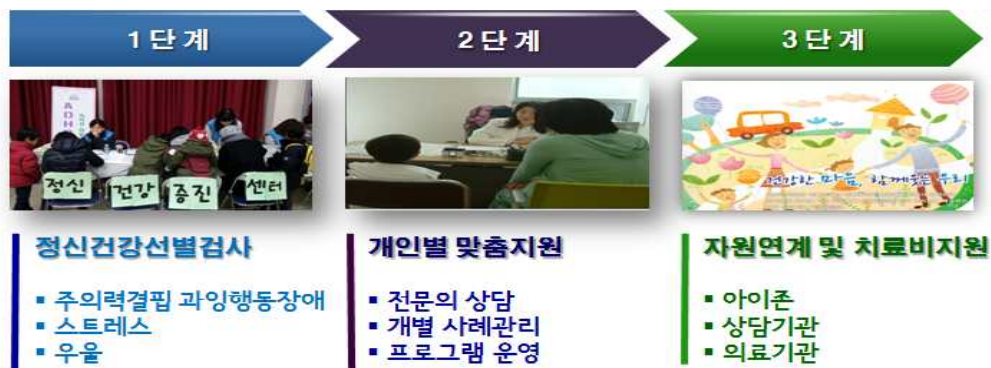 1단계
2단계
3단계
ADH
정신 건강 증진 센터
건강한 마음, 함께웃는 우리
정신건강선별검사
▪ 주의력결핍 과잉행동장애
▪ 스트레스
▪ 우울
개인별 맞춤지원
▪ 전문의 상담
▪ 개별 사례관리
▪ 프로그램 운영
자원연계 및 치료비지원
▪ 아이존
▪ 상담기관
▪ 의료기관